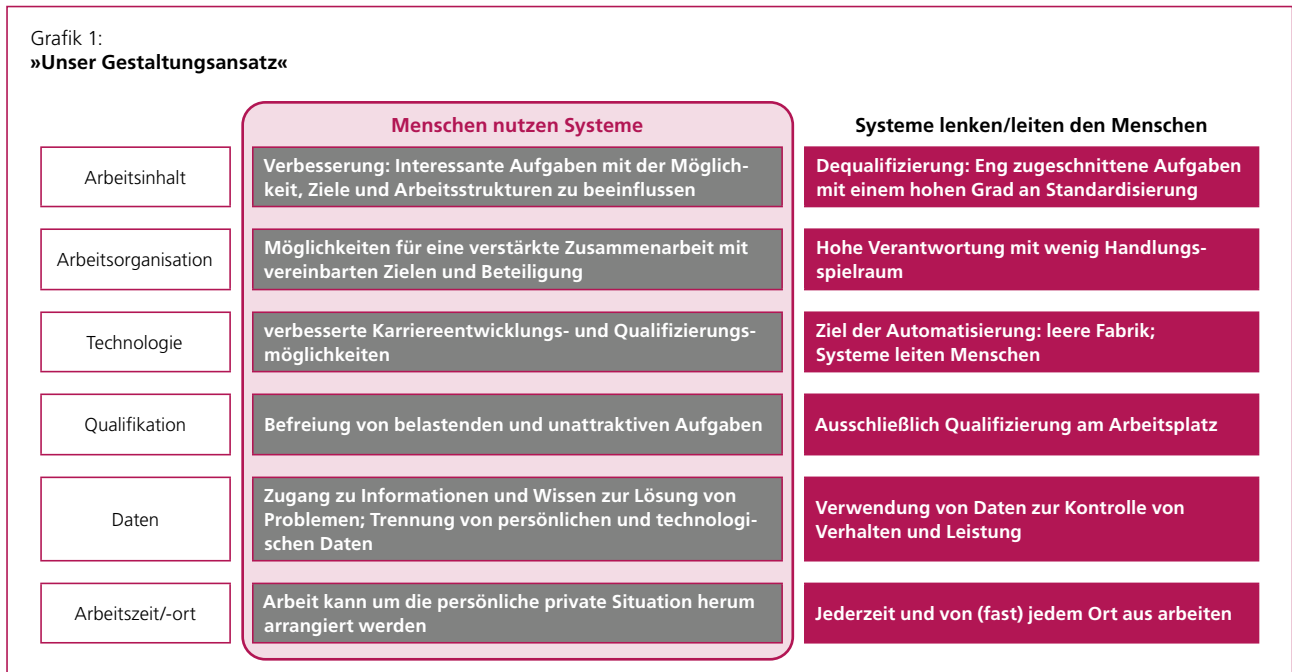 Grafik 1:
»Unser Gestaltungsansatz«
Menschen nutzen Systeme
Systeme lenken/leiten den Menschen
Arbeitsinhalt
Verbesserung: Interessante Aufgaben mit der Möglich-
keit, Ziele und Arbeitsstrukturen zu beeinflussen
Dequalifizierung: Eng zugeschnittene Aufgaben
mit einem hohen Grad an Standardisierung
Arbeitsorganisation
Möglichkeiten für eine verstärkte Zusammenarbeit mit
vereinbarten Zielen und Beteiligung
Hohe Verantwortung mit wenig Handlungs-
spielraum
Technologie
verbesserte Karriereentwicklungs- und Qualifizierungs-
möglichkeiten
Ziel der Automatisierung: leere Fabrik;
Systeme leiten Menschen
Qualifikation
Befreiung von belastenden und unattraktiven Aufgaben
Ausschließlich Qualifizierung am Arbeitsplatz
Daten
Zugang zu Informationen und Wissen zur Lösung von
Problemen; Trennung von persönlichen und technologi-
schen Daten
Verwendung von Daten zur Kontrolle von
Verhalten und Leistung
Arbeitszeit/-ort
Arbeit kann um die persönliche private Situation herum
arrangiert werden
Jederzeit und von (fast) jedem Ort aus arbeiten